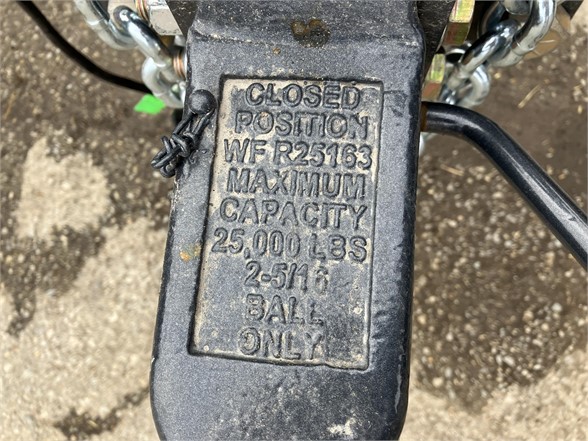 CLOSED
POSITION
WF R25163
MAXIMUM
CAPACITY
25,000 LBS
2-5/16
BALL
ONLY